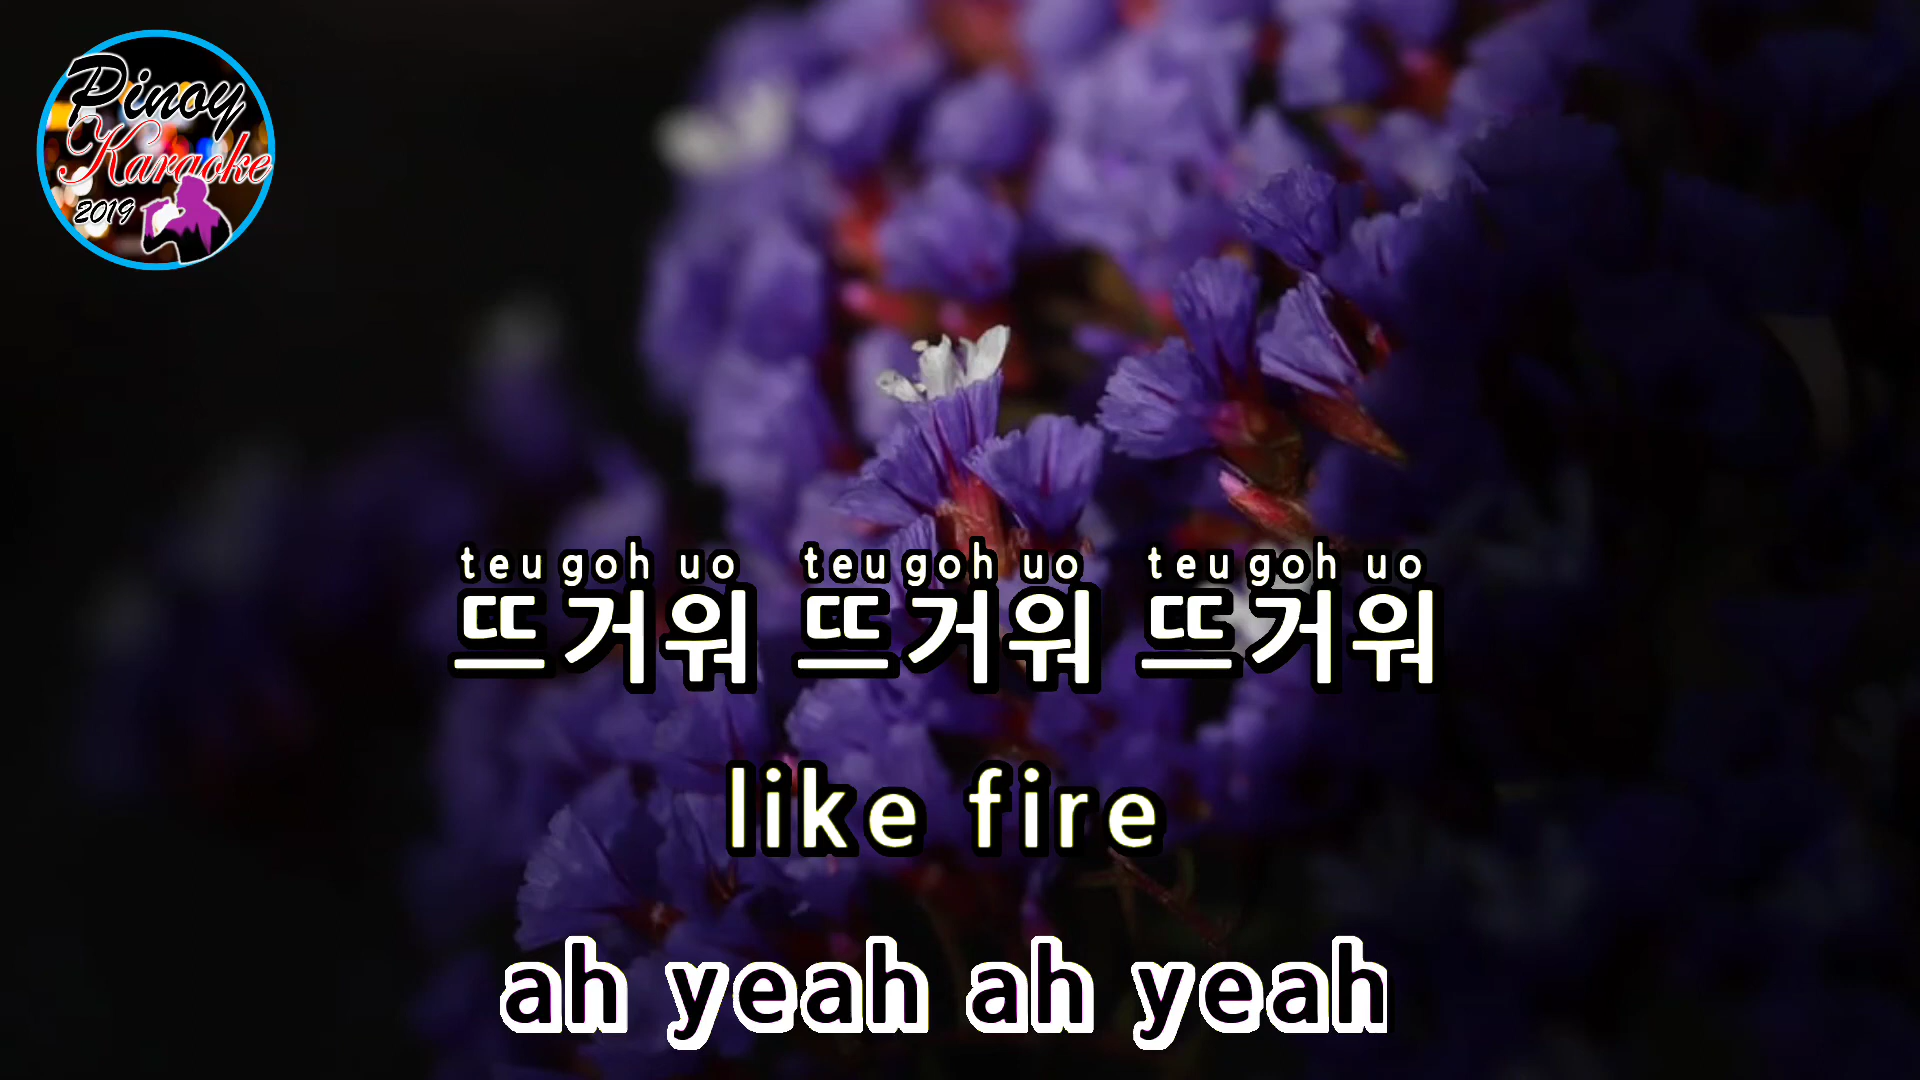 Pinoy
Karaoke
2019
teu goh uo teu goh uo teu goh uo
뜨거워 뜨거워 뜨거워
like fire
ah yeah ah yeah